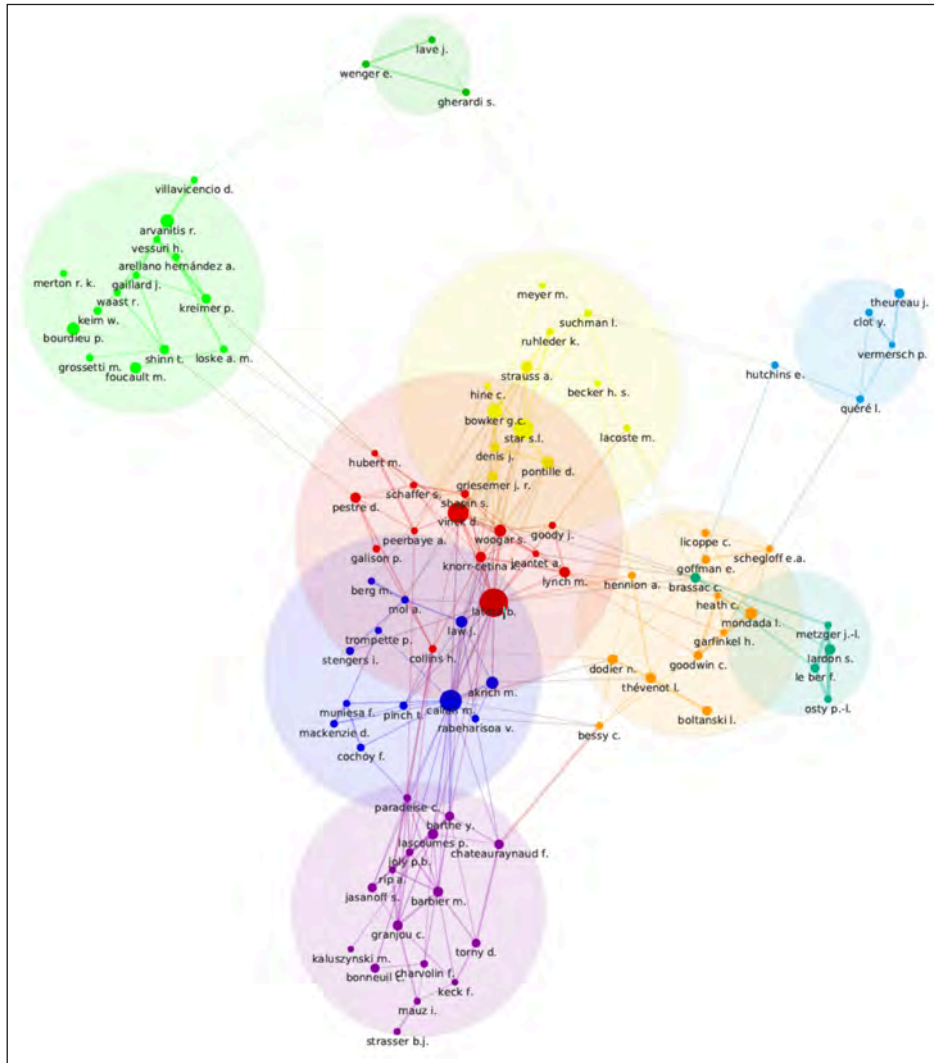 lave j.
wenger e.
gherardi s.
villavicencio d.
arvanitis r.
vessuri h.
arellano hernández a.
merton r. k.
gaillard j.
waast r.
kreimer p.
keim w.
bourdieu p.
shinn t.
loske a. m.
grossetti m.
foucault m.
meyer m.
suchman l.
ruhleder k.
strauss a.
becker h. s.
hine c.
bowker g.c.
star s.l.
lacoste m.
denis j.
pontille d.
griesemer j. r.
theureau j.
clot y.
vermersch p.
hutchins e.
quéré l.
hubert m.
schaffer s.
shapin s.
pestre d.
vinck d.
woogar s.
goody j.
peerbaye a.
galison p.
knorr-cetina k.
jeantet a.
lynch m.
licoppe c.
schegloff e.a.
goffman e.
hennion a.
brassac c.
heath c.
mondada l.
garfinkel h.
metzger j.-l.
lardon s.
goodwin c.
le ber f.
osty p.-l.
dodier n.
thévenot l.
boltanski l.
bessy c.
berg m.
mol a.
latour b.
law j.
trompette p.
stengers i.
collins h.
akrich m.
muniesa f.
pinch t.
callon m.
rabeharisoa v.
mackenzie d.
cochoy f.
paradeise c.
barthe y.
lascoumes p.
chateauraynaud f.
joly p.b.
rip a.
jasanoff s.
barbier m.
granjou c.
torny d.
kaluszynski m.
bonneuil c.
charvolin f.
keck f.
mauz i.
strasser b.j.